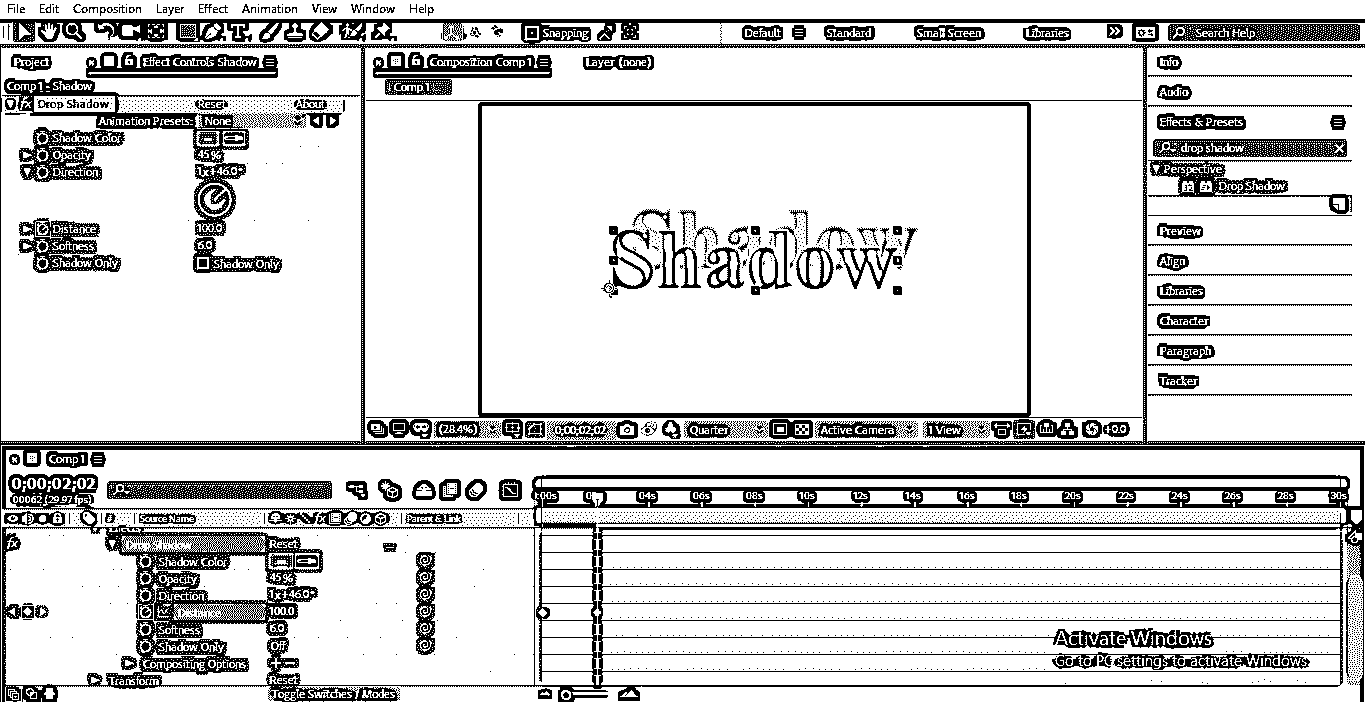 File Edit Composition Layer Effect Animation View Window Help
Snapping Default Standard Small Screen Libraries Search Help
Project Effect Controls Shadow
Comp 1 - Shadow
fx Drop Shadow Reset About
Animation Presets: None
Shadow Color
Opacity 45%
Direction 1x+46.0°
Distance 100.0
Softness 6.0
Shadow Only Shadow Only
Composition Comp 1 Layer (none)
Comp 1
Shadow
(28.4%) 0;00;02;02 Quarter Active Camera 1 View +0.0
Info
Audio
Effects & Presets
drop shadow
Perspective
32 Drop Shadow
Preview
Align
Libraries
Character
Paragraph
Tracker
Comp 1
0;00;02;02
00062 (29.97 fps)
:00s 04s 06s 08s 10s 12s 14s 16s 18s 20s 22s 24s 26s 28s 30s
# Source Name Parent & Link
fx Drop Shadow Reset
Shadow Color
Opacity 45%
Direction 1x+46.0°
Distance 100.0
Softness 6.0
Shadow Only Off
Compositing Options
Transform Reset
Toggle Switches / Modes
Activate Windows
Go to PC settings to activate Windows.